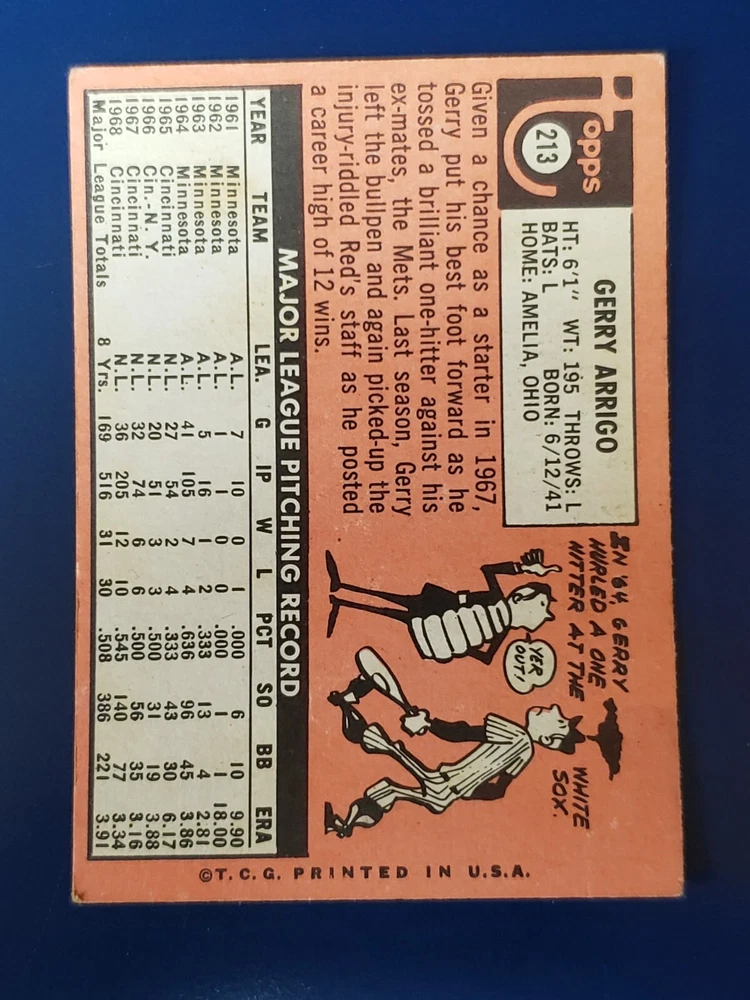 Topps
213
GERRY ARRIGO
HT: 6'1" WT: 195 THROWS: L
BATS: L BORN: 6/12/41
HOME: AMELIA, OHIO
Given a chance as a starter in 1967,
Gerry put his best foot forward as he
tossed a brilliant one-hitter against his
ex-mates, the Mets. Last season, Gerry
left the bullpen and again picked-up the
injury-riddled Red's staff as he posted
a career high of 12 wins.
IN '64, GERRY
HURLED A ONE
HITTER AT THE
WHITE
SOX.
YER
OUT!
MAJOR LEAGUE PITCHING RECORD
YEAR TEAM LEA. G IP W L PCT SO BB ERA
1961 Minnesota A.L. 7 10 0 1 .000 6 10 9.90
1962 Minnesota A.L. 1 1 0 0 .000 1 1 18.00
1963 Minnesota A.L. 5 16 1 2 .333 13 4 2.81
1964 Minnesota A.L. 41 105 7 4 .636 96 45 3.86
1965 Cincinnati N.L. 27 54 2 4 .333 43 30 6.17
1966 Cin.-N. Y. N.L. 20 51 3 3 .500 31 19 3.88
1967 Cincinnati N.L. 32 74 6 6 .500 56 35 3.16
1968 Cincinnati N.L. 36 205 12 10 .545 140 77 3.34
Major League Totals 8 Yrs. 169 516 31 30 .508 386 221 3.91
©T.C.G. PRINTED IN U.S.A.